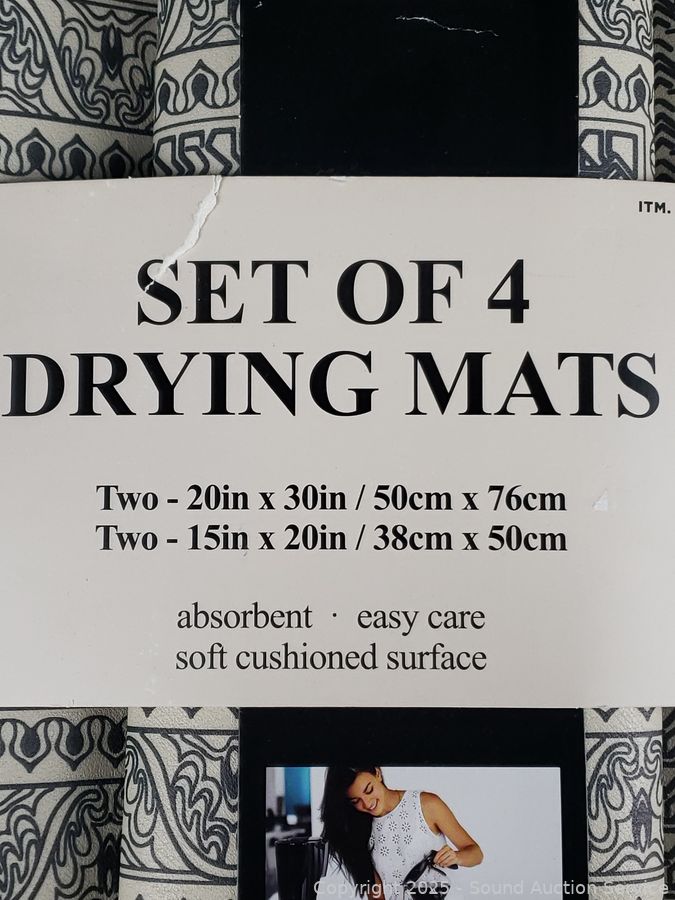 ITM.
SET OF 4
DRYING MATS
Two - 20in x 30in / 50cm x 76cm
Two - 15in x 20in / 38cm x 50cm
absorbent · easy care
soft cushioned surface
Copyright 2025 - Sound Auction Service